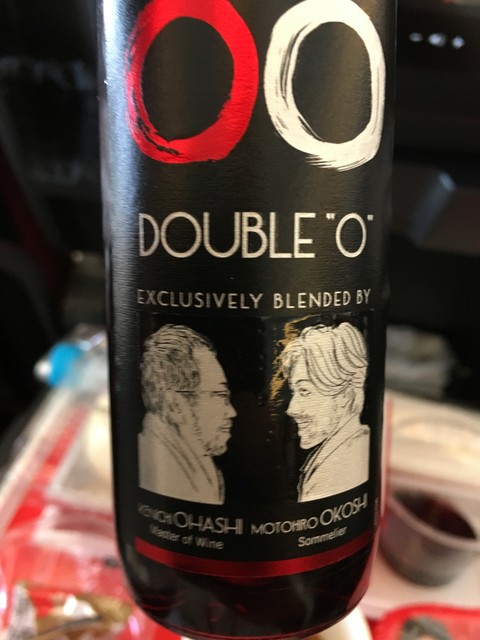 OO
DOUBLE "O"
EXCLUSIVELY BLENDED BY
KENICHI OHASHI MOTOHIRO OKOSHI
Master of Wine Sommelier